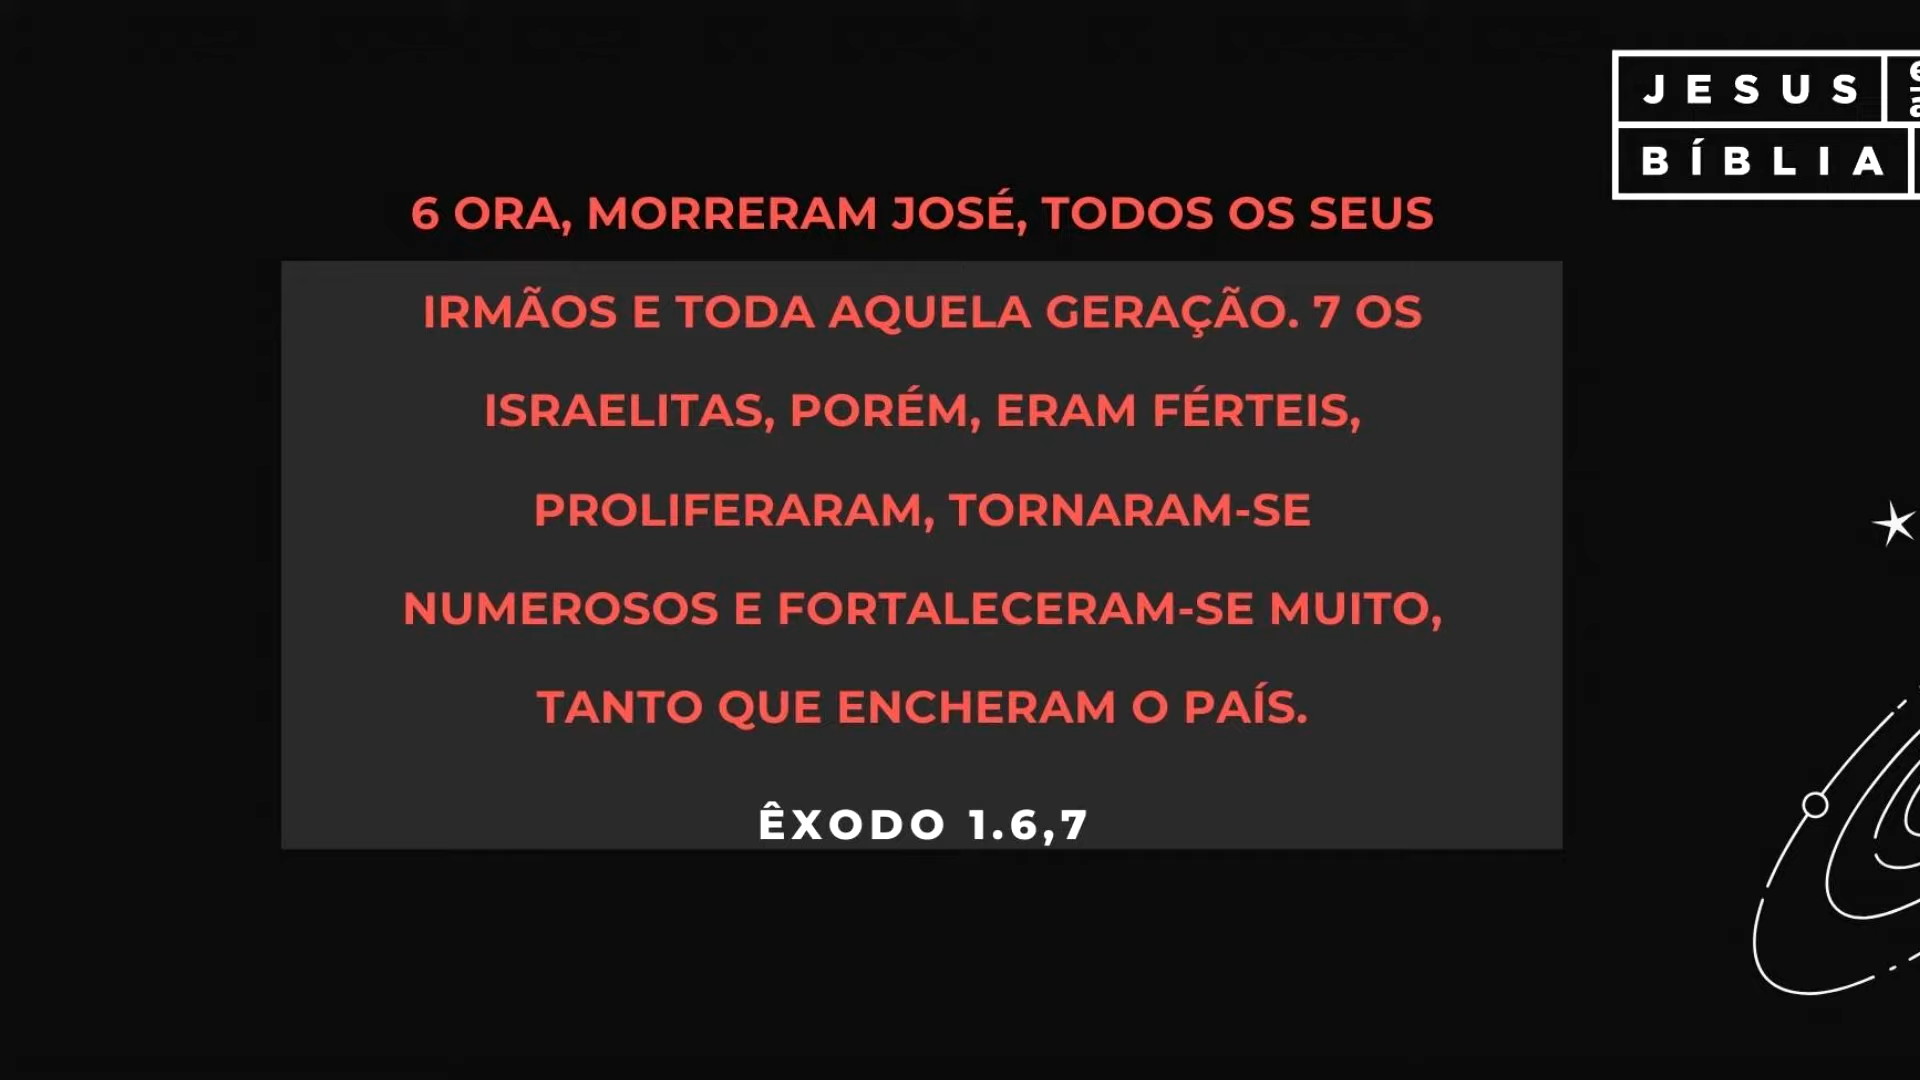 JESUS
BÍBLIA
6 ORA, MORRERAM JOSÉ, TODOS OS SEUS
IRMÃOS E TODA AQUELA GERAÇÃO. 7 OS
ISRAELITAS, PORÉM, ERAM FÉRTEIS,
PROLIFERARAM, TORNARAM-SE
NUMEROSOS E FORTALECERAM-SE MUITO,
TANTO QUE ENCHERAM O PAÍS.
ÊXODO 1.6,7